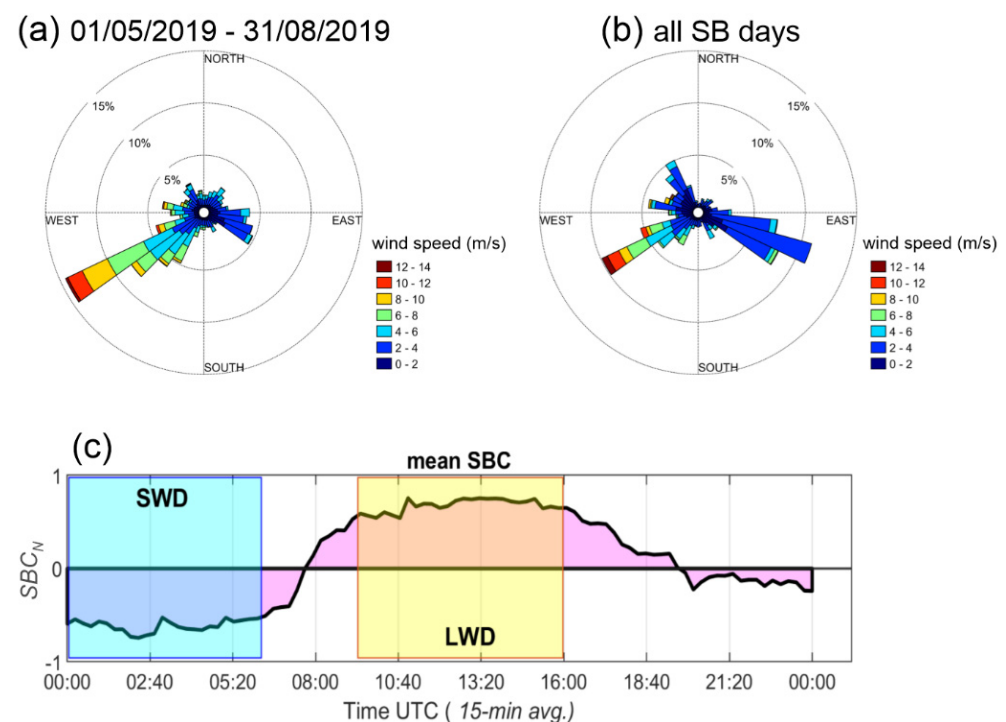 (a) 01/05/2019 - 31/08/2019
NORTH
15%
10%
5%
WEST
EAST
SOUTH
wind speed (m/s)
12 - 14
10 - 12
8 - 10
6 - 8
4 - 6
2 - 4
0 - 2
(b) all SB days
NORTH
15%
10%
5%
WEST
EAST
SOUTH
wind speed (m/s)
12 - 14
10 - 12
8 - 10
6 - 8
4 - 6
2 - 4
0 - 2
(c)
mean SBC
SWD
LWD
SBC_N
1
0
-1
00:00 02:40 05:20 08:00 10:40 13:20 16:00 18:40 21:20 00:00
Time UTC ( 15-min avg.)